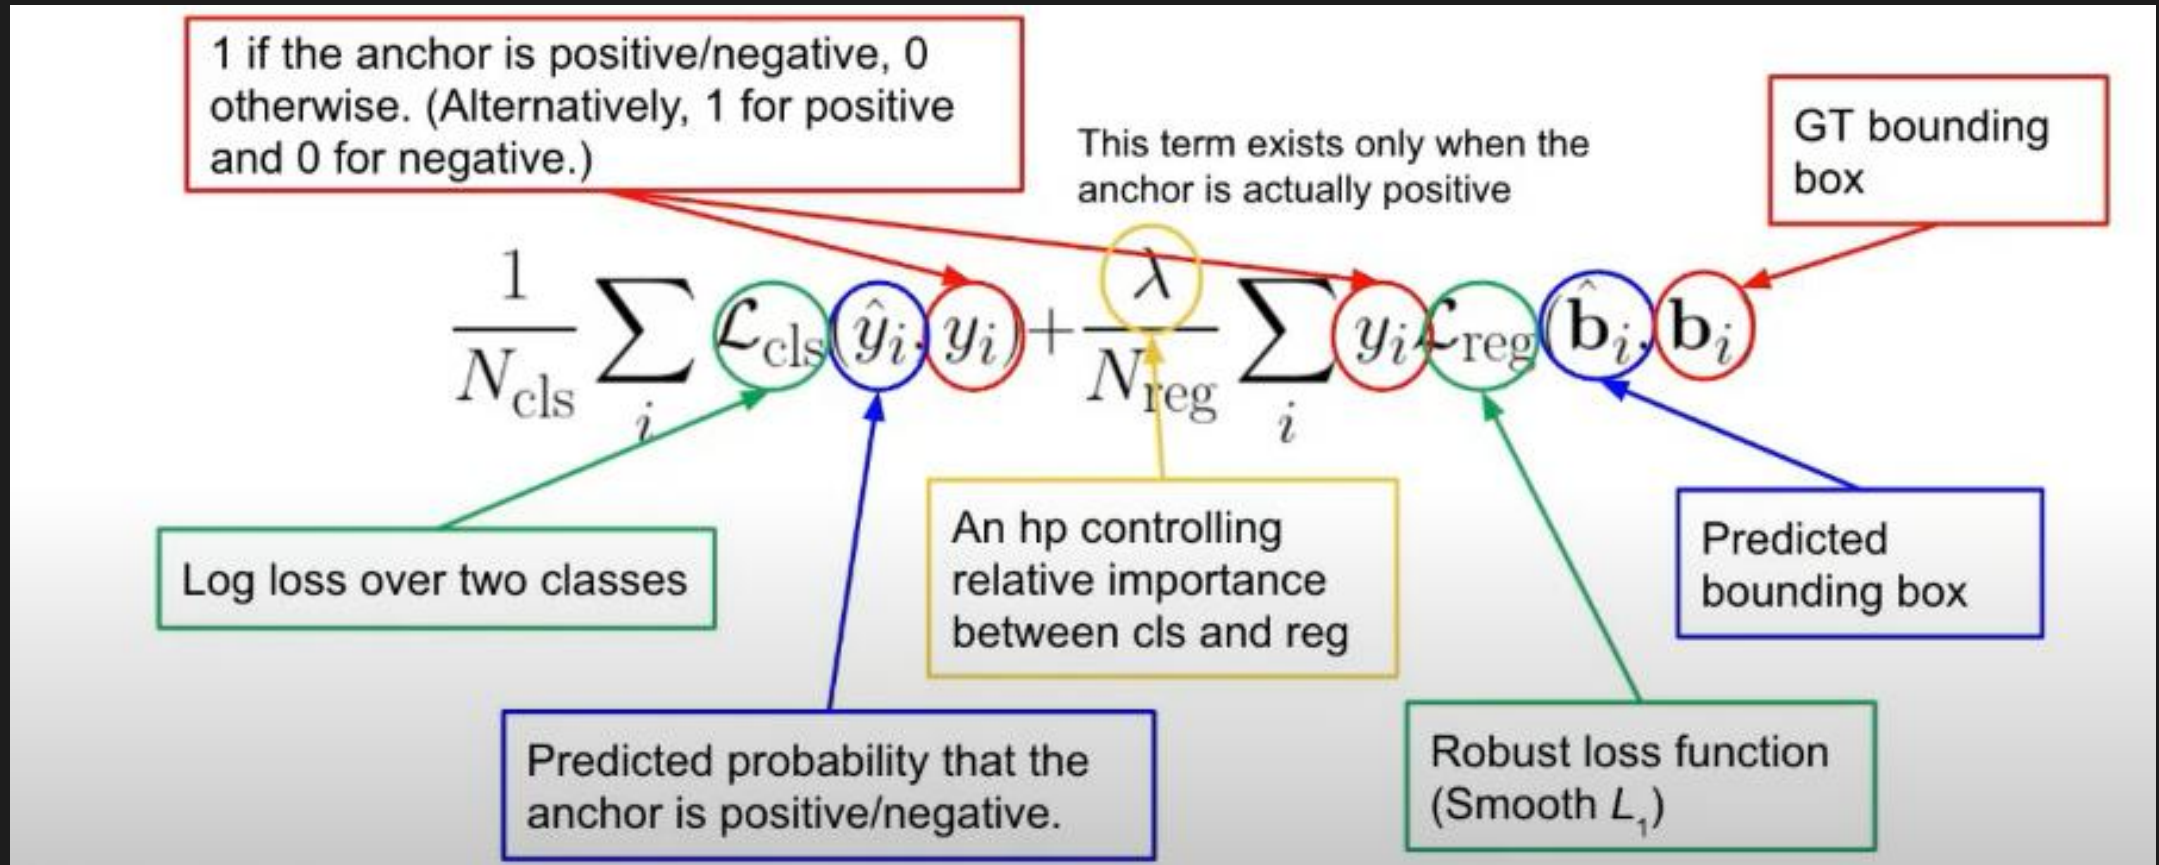 1 if the anchor is positive/negative, 0
otherwise. (Alternatively, 1 for positive
and 0 for negative.)
This term exists only when the
anchor is actually positive
GT bounding
box
1/N_cls ∑_i 𝓛_cls(ŷ_i, y_i) + λ/N_reg ∑_i y_i 𝓛_reg(b̂_i, b_i)
Log loss over two classes
An hp controlling
relative importance
between cls and reg
Predicted
bounding box
Predicted probability that the
anchor is positive/negative.
Robust loss function
(Smooth L₁)